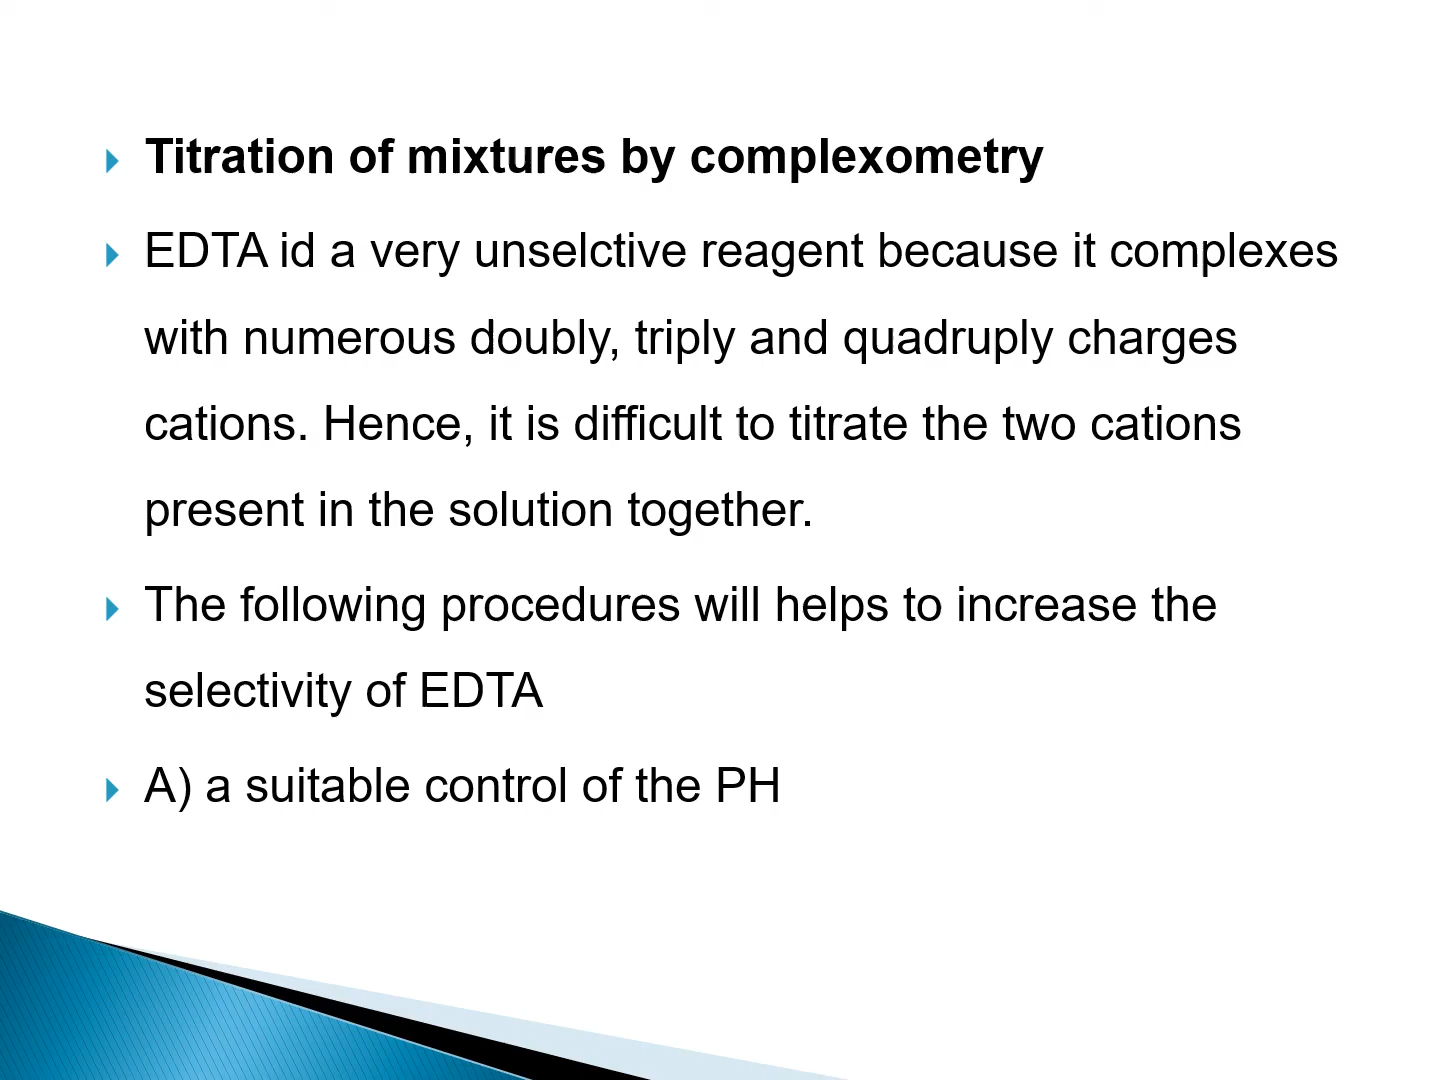 Titration of mixtures by complexometry
EDTA id a very unselctive reagent because it complexes
with numerous doubly, triply and quadruply charges
cations. Hence, it is difficult to titrate the two cations
present in the solution together.
The following procedures will helps to increase the
selectivity of EDTA
A) a suitable control of the PH